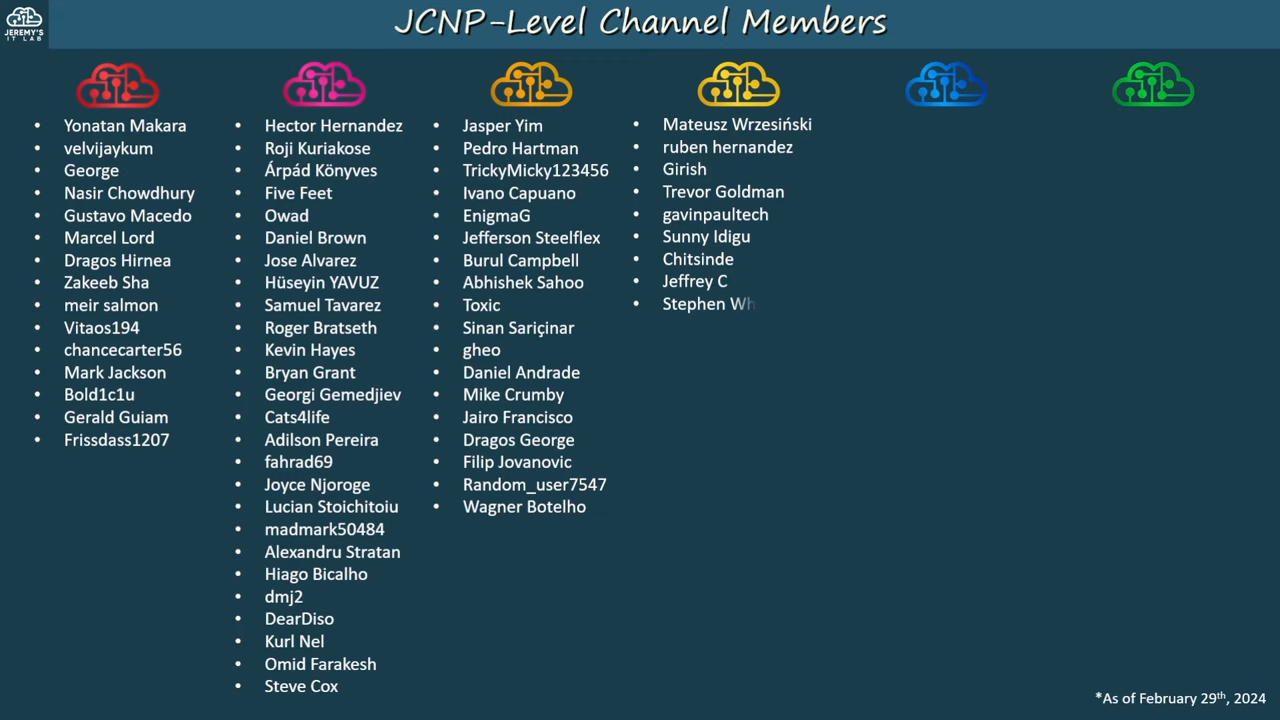 JEREMY'S
IT LAB
JCNP-Level Channel Members
• Yonatan Makara
• velvijaykum
• George
• Nasir Chowdhury
• Gustavo Macedo
• Marcel Lord
• Dragos Hirnea
• Zakeeb Sha
• meir salmon
• Vitaos194
• chancecarter56
• Mark Jackson
• Bold1c1u
• Gerald Guiam
• Frissdass1207
• Hector Hernandez
• Roji Kuriakose
• Árpád Könyves
• Five Feet
• Owad
• Daniel Brown
• Jose Alvarez
• Hüseyin YAVUZ
• Samuel Tavarez
• Roger Bratseth
• Kevin Hayes
• Bryan Grant
• Georgi Gemedjiev
• Cats4life
• Adilson Pereira
• fahrad69
• Joyce Njoroge
• Lucian Stoichitoiu
• madmark50484
• Alexandru Stratan
• Hiago Bicalho
• dmj2
• DearDiso
• Kurl Nel
• Omid Farakesh
• Steve Cox
• Jasper Yim
• Pedro Hartman
• TrickyMicky123456
• Ivano Capuano
• EnigmaG
• Jefferson Steelflex
• Burul Campbell
• Abhishek Sahoo
• Toxic
• Sinan Sariçinar
• gheo
• Daniel Andrade
• Mike Crumby
• Jairo Francisco
• Dragos George
• Filip Jovanovic
• Random_user7547
• Wagner Botelho
• Mateusz Wrzesiński
• ruben hernandez
• Girish
• Trevor Goldman
• gavinpaultech
• Sunny Idigu
• Chitsinde
• Jeffrey C
• Stephen Wh
*As of February 29th, 2024